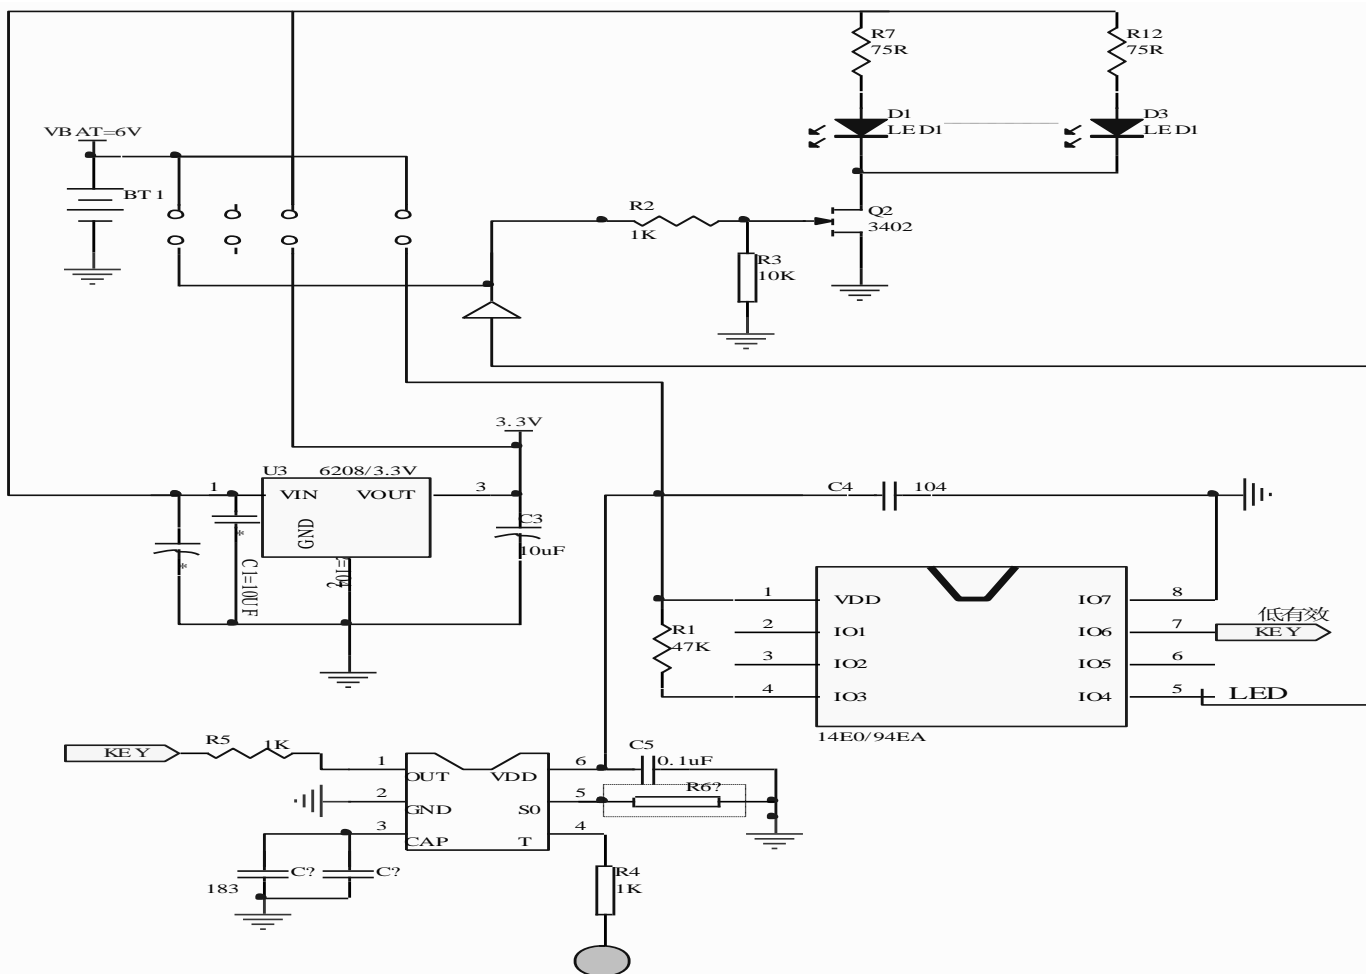 R7
75R
R12
75R
D1
LED1
D3
LED1
VBAT=6V
BT1
R2
1K
Q2
3402
R3
10K
3.3V
U3
6208/3.3V
1
VIN
VOUT
3
GND
2
C3
10uF
C1=10UF
*
*
C4
104
1
VDD
IO7
8
低有效
2
IO1
IO6
7
KEY
3
IO2
IO5
6
4
IO3
IO4
5
LED
R1
47K
14E0/94EA
KEY
R5
1K
1
OUT
VDD
6
C5
0.1uF
2
GND
S0
5
R6?
3
CAP
T
4
183
C?
C?
R4
1K